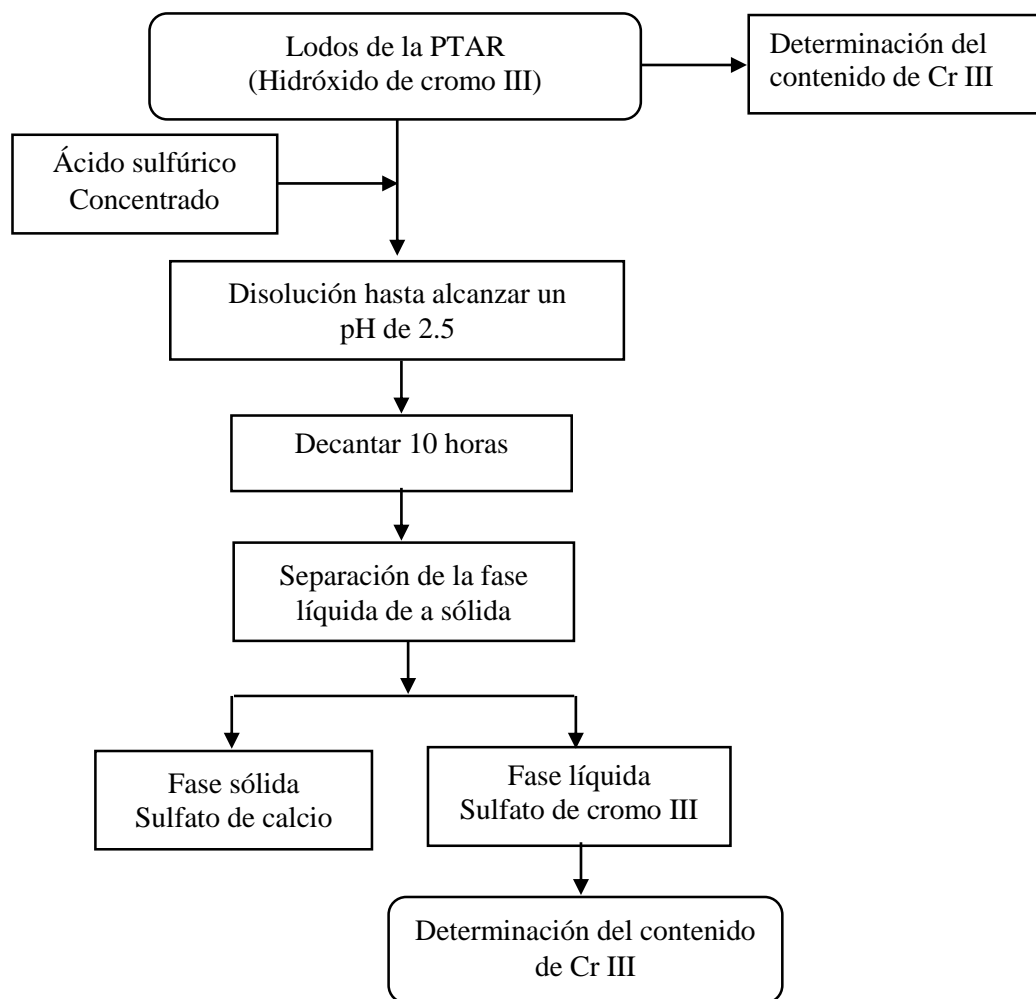 Lodos de la PTAR
(Hidróxido de cromo III)
Determinación del
contenido de Cr III
Ácido sulfúrico
Concentrado
Disolución hasta alcanzar un
pH de 2.5
Decantar 10 horas
Separación de la fase
líquida de a sólida
Fase sólida
Sulfato de calcio
Fase líquida
Sulfato de cromo III
Determinación del contenido
de Cr III